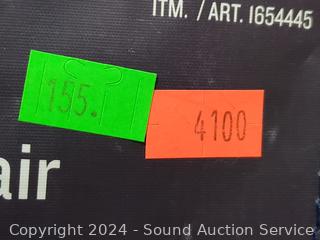 ITM. / ART. 1654445
155.
4100
air
Copyright 2024 - Sound Auction Service